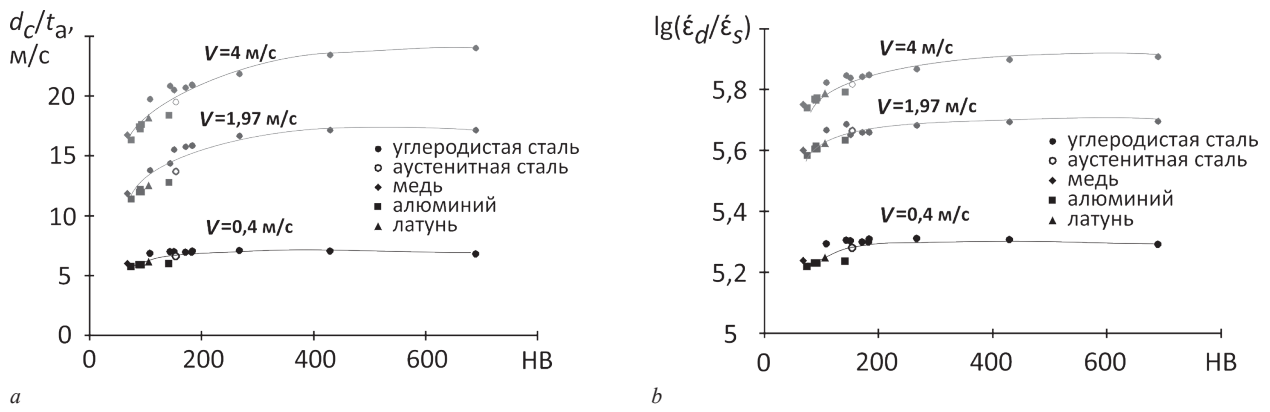 d_c/t_a,
м/с
20
15
10
5
0
0
200
400
600
HB
V=4 м/с
V=1,97 м/с
V=0,4 м/с
углеродистая сталь
аустенитная сталь
медь
алюминий
латунь
a
lg(έ_d/έ_s)
6
5,8
5,6
5,4
5,2
5
0
200
400
600
HB
V=4 м/с
V=1,97 м/с
V=0,4 м/с
углеродистая сталь
аустенитная сталь
медь
алюминий
латунь
b